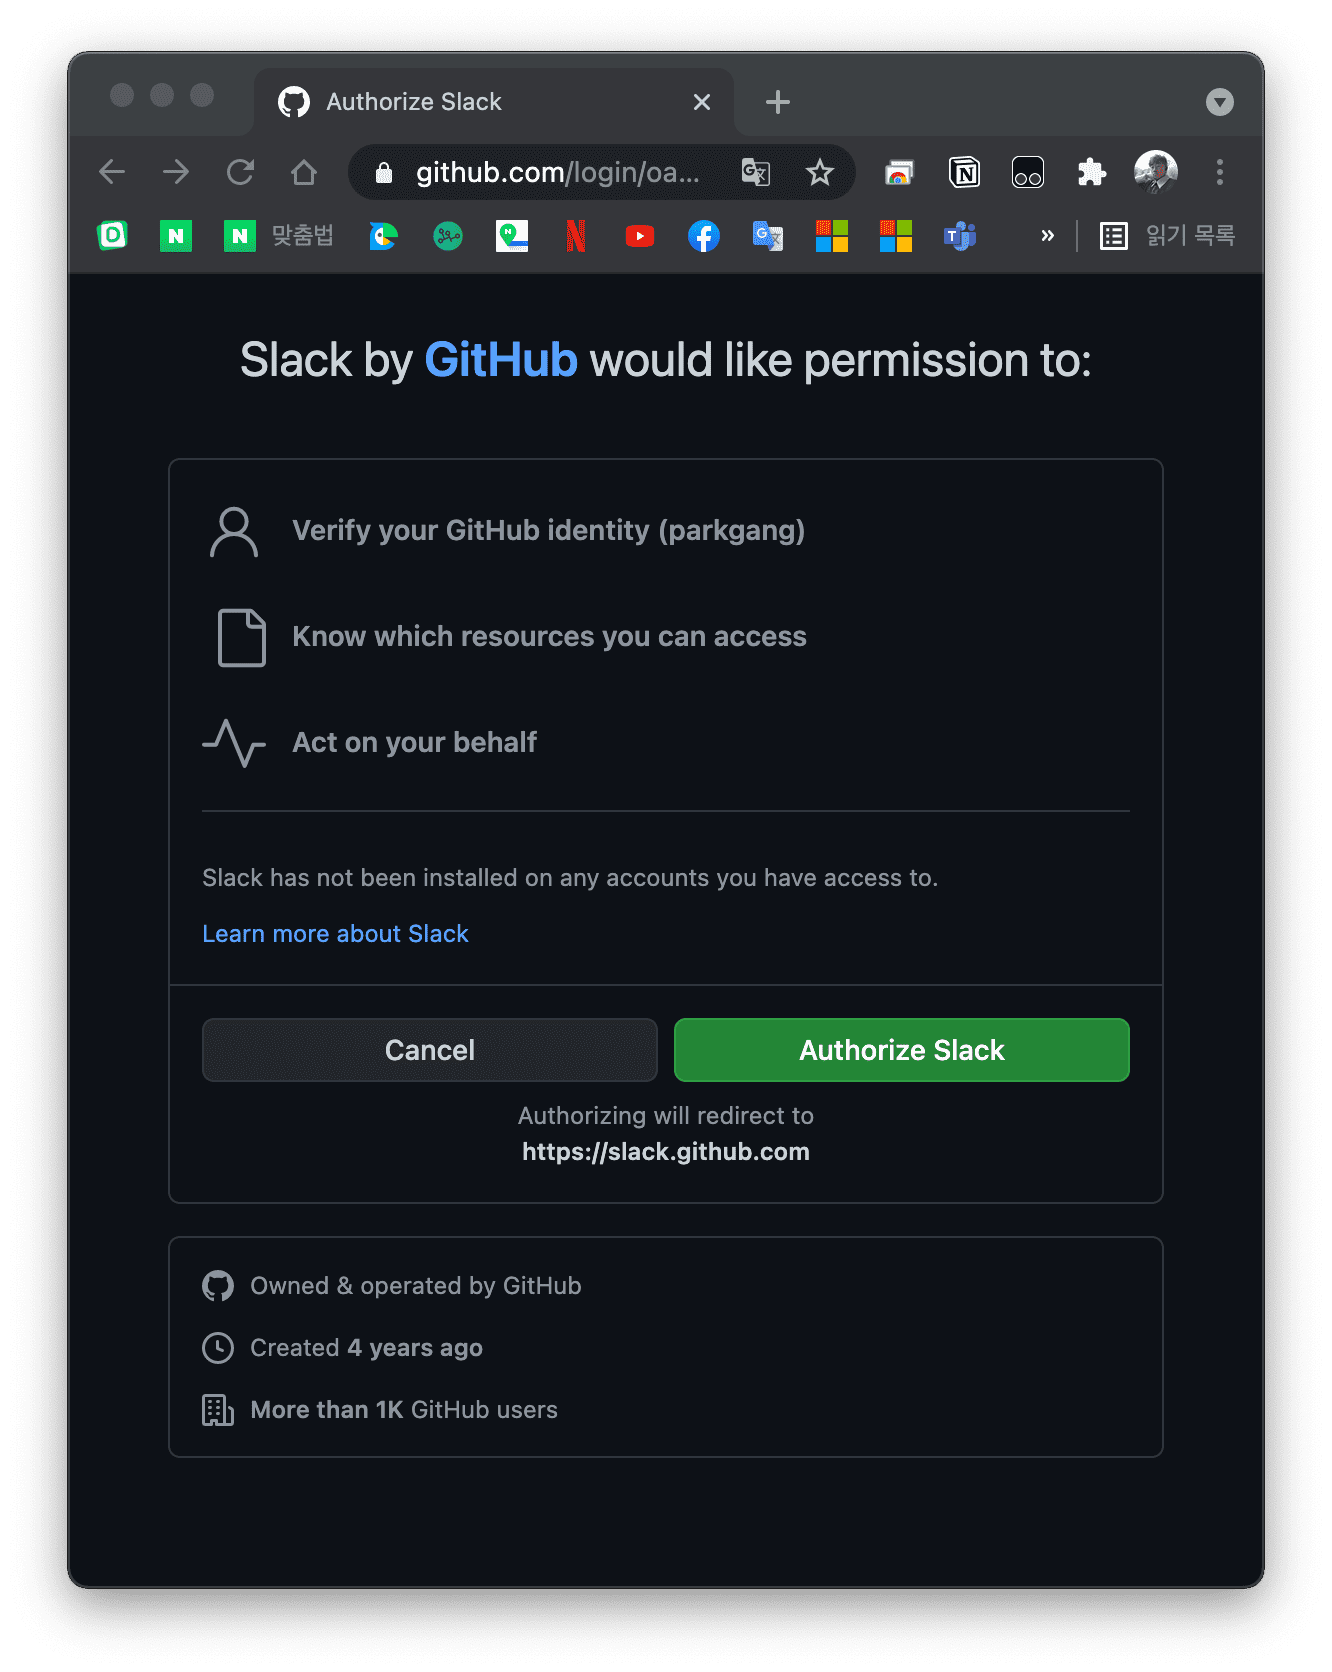 Authorize Slack
github.com/login/oa...
맞춤법
읽기 목록
Slack by GitHub would like permission to:
Verify your GitHub identity (parkgang)
Know which resources you can access
Act on your behalf
Slack has not been installed on any accounts you have access to.
Learn more about Slack
Cancel
Authorize Slack
Authorizing will redirect to
https://slack.github.com
Owned & operated by GitHub
Created 4 years ago
More than 1K GitHub users